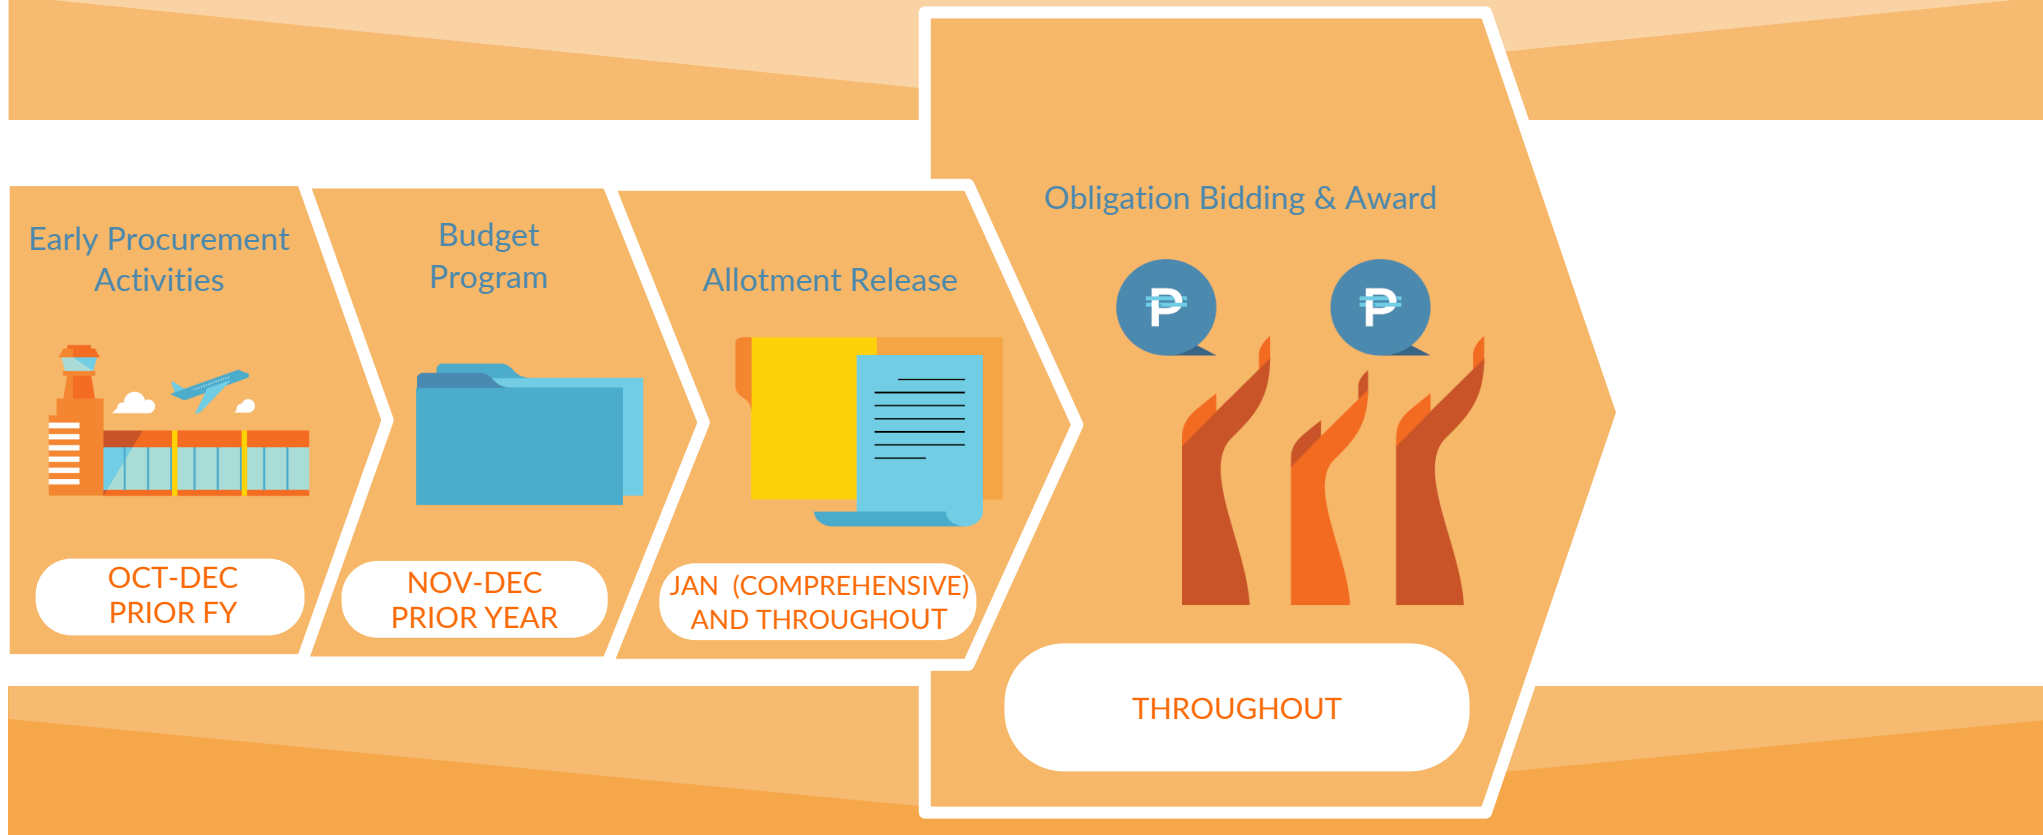 Early Procurement
Activities
OCT-DEC
PRIOR FY
Budget
Program
NOV-DEC
PRIOR YEAR
Allotment Release
JAN (COMPREHENSIVE)
AND THROUGHOUT
Obligation Bidding & Award
₱ ₱
THROUGHOUT